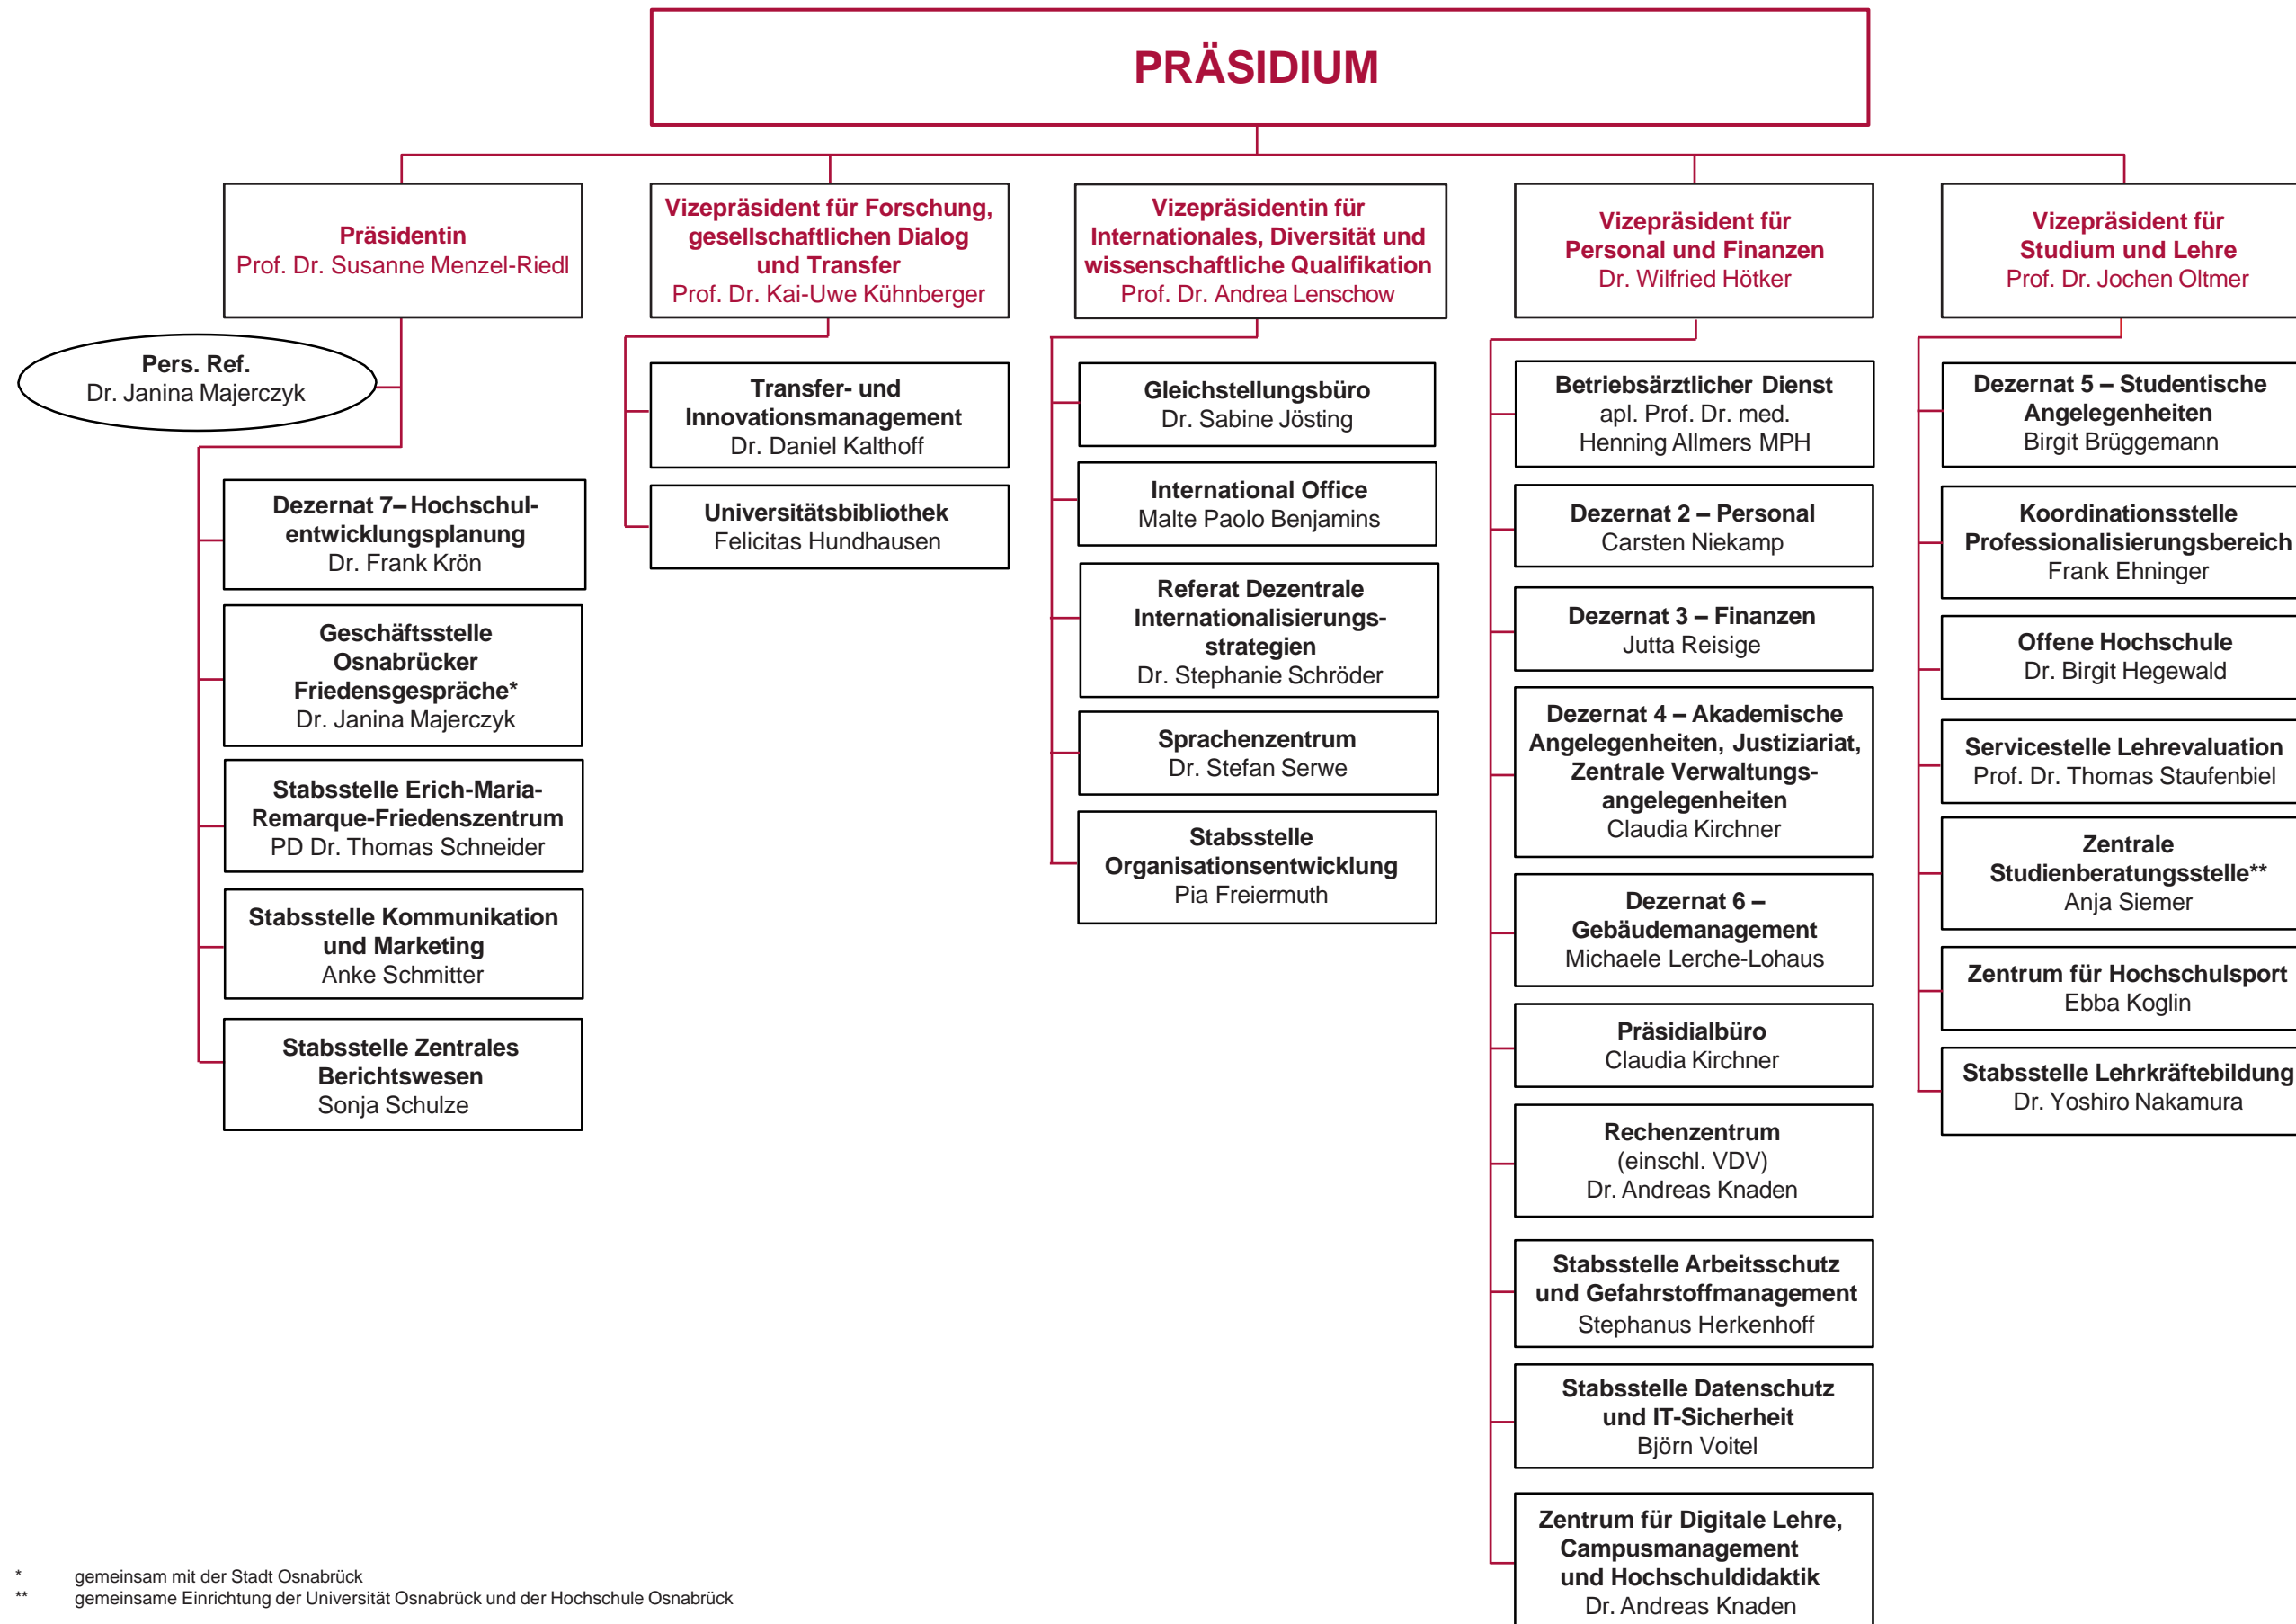 PRÄSIDIUM
Präsidentin
Prof. Dr. Susanne Menzel-Riedl
Pers. Ref.
Dr. Janina Majerczyk
Dezernat 7– Hochschul-
entwicklungsplanung
Dr. Frank Krön
Geschäftsstelle
Osnabrücker
Friedensgespräche*
Dr. Janina Majerczyk
Stabsstelle Erich-Maria-
Remarque-Friedenszentrum
PD Dr. Thomas Schneider
Stabsstelle Kommunikation
und Marketing
Anke Schmitter
Stabsstelle Zentrales
Berichtswesen
Sonja Schulze
Vizepräsident für Forschung,
gesellschaftlichen Dialog
und Transfer
Prof. Dr. Kai-Uwe Kühnberger
Transfer- und
Innovationsmanagement
Dr. Daniel Kalthoff
Universitätsbibliothek
Felicitas Hundhausen
Vizepräsidentin für
Internationales, Diversität und
wissenschaftliche Qualifikation
Prof. Dr. Andrea Lenschow
Gleichstellungsbüro
Dr. Sabine Jösting
International Office
Malte Paolo Benjamins
Referat Dezentrale
Internationalisierungs-
strategien
Dr. Stephanie Schröder
Sprachenzentrum
Dr. Stefan Serwe
Stabsstelle
Organisationsentwicklung
Pia Freiermuth
Vizepräsident für
Personal und Finanzen
Dr. Wilfried Hötker
Betriebsärztlicher Dienst
apl. Prof. Dr. med.
Henning Allmers MPH
Dezernat 2 – Personal
Carsten Niekamp
Dezernat 3 – Finanzen
Jutta Reisige
Dezernat 4 – Akademische
Angelegenheiten, Justiziariat,
Zentrale Verwaltungs-
angelegenheiten
Claudia Kirchner
Dezernat 6 –
Gebäudemanagement
Michaele Lerche-Lohaus
Präsidialbüro
Claudia Kirchner
Rechenzentrum
(einschl. VDV)
Dr. Andreas Knaden
Stabsstelle Arbeitsschutz
und Gefahrstoffmanagement
Stephanus Herkenhoff
Stabsstelle Datenschutz
und IT-Sicherheit
Björn Voitel
Zentrum für Digitale Lehre,
Campusmanagement
und Hochschuldidaktik
Dr. Andreas Knaden
Vizepräsident für
Studium und Lehre
Prof. Dr. Jochen Oltmer
Dezernat 5 – Studentische
Angelegenheiten
Birgit Brüggemann
Koordinationsstelle
Professionalisierungsbereich
Frank Ehninger
Offene Hochschule
Dr. Birgit Hegewald
Servicestelle Lehrevaluation
Prof. Dr. Thomas Staufenbiel
Zentrale
Studienberatungsstelle**
Anja Siemer
Zentrum für Hochschulsport
Ebba Koglin
Stabsstelle Lehrkräftebildung
Dr. Yoshiro Nakamura
* gemeinsam mit der Stadt Osnabrück
** gemeinsame Einrichtung der Universität Osnabrück und der Hochschule Osnabrück